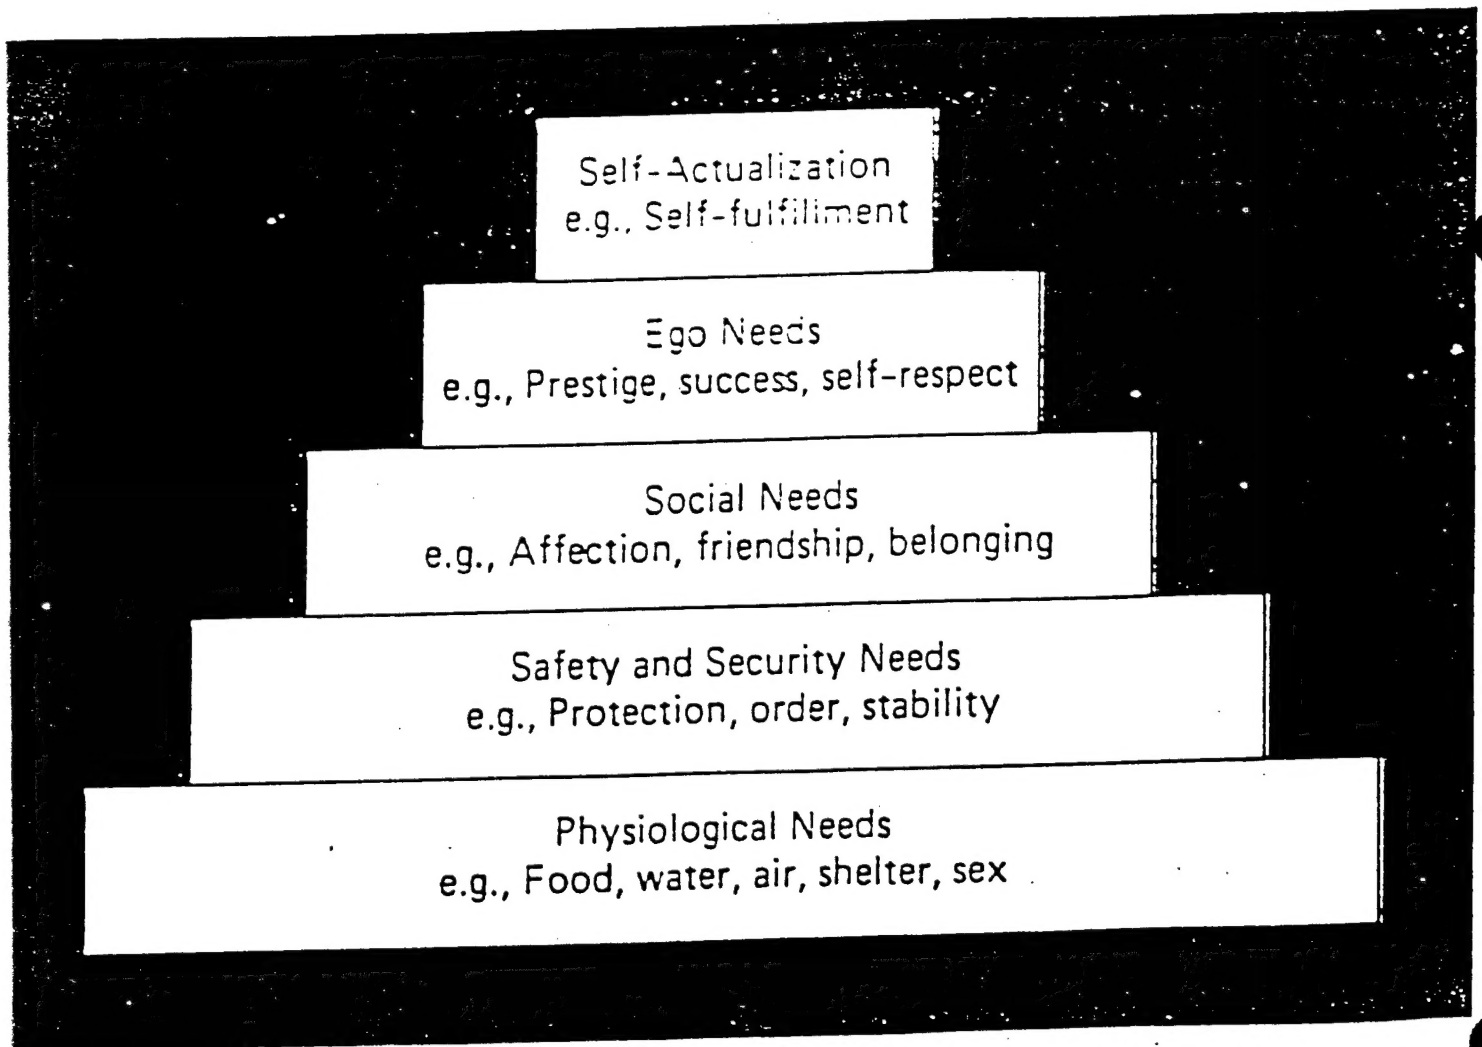 Self-Actualization
e.g., Self-fulfillment
Ego Needs
e.g., Prestige, success, self-respect
Social Needs
e.g., Affection, friendship, belonging
Safety and Security Needs
e.g., Protection, order, stability
Physiological Needs
e.g., Food, water, air, shelter, sex